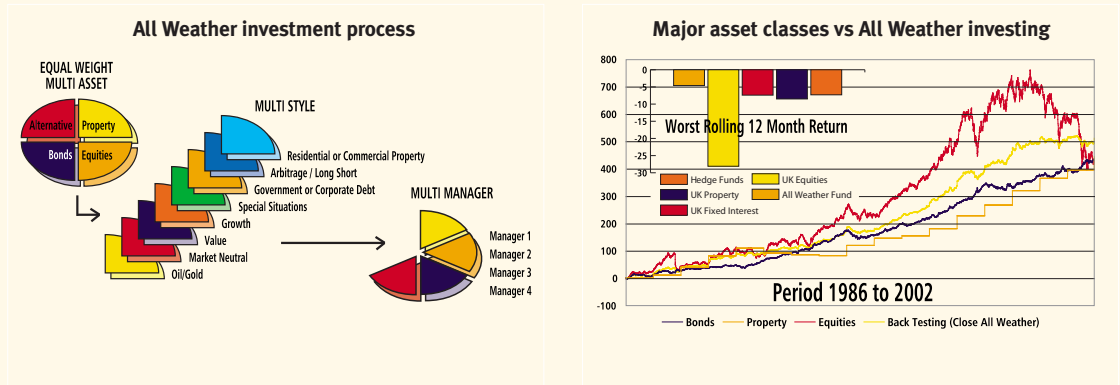 All Weather investment process
EQUAL WEIGHT
MULTI ASSET
Alternative
Property
Bonds
Equities
MULTI STYLE
Residential or Commercial Property
Arbitrage / Long Short
Government or Corporate Debt
Special Situations
Growth
Value
Market Neutral
Oil/Gold
MULTI MANAGER
Manager 1
Manager 2
Manager 3
Manager 4
Major asset classes vs All Weather investing
800
700
600
500
400
300
200
100
0
-100
0
-5
-10
-15
-20
-25
-30
Worst Rolling 12 Month Return
Hedge Funds
UK Equities
UK Property
All Weather Fund
UK Fixed Interest
Period 1986 to 2002
Bonds
Property
Equities
Back Testing (Close All Weather)